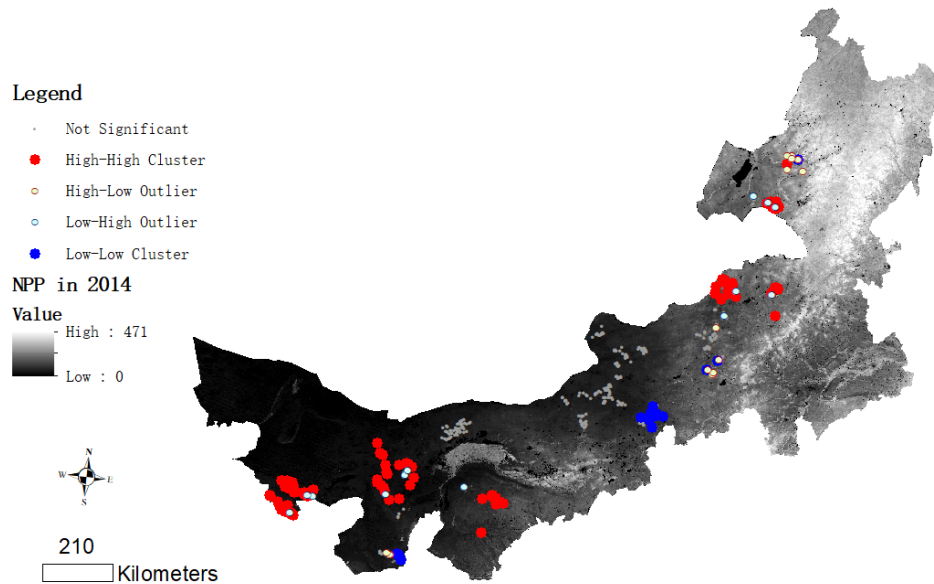 Legend
Not Significant
High-High Cluster
High-Low Outlier
Low-High Outlier
Low-Low Cluster
NPP in 2014
Value
High : 471
Low : 0
N
W
E
S
210
Kilometers